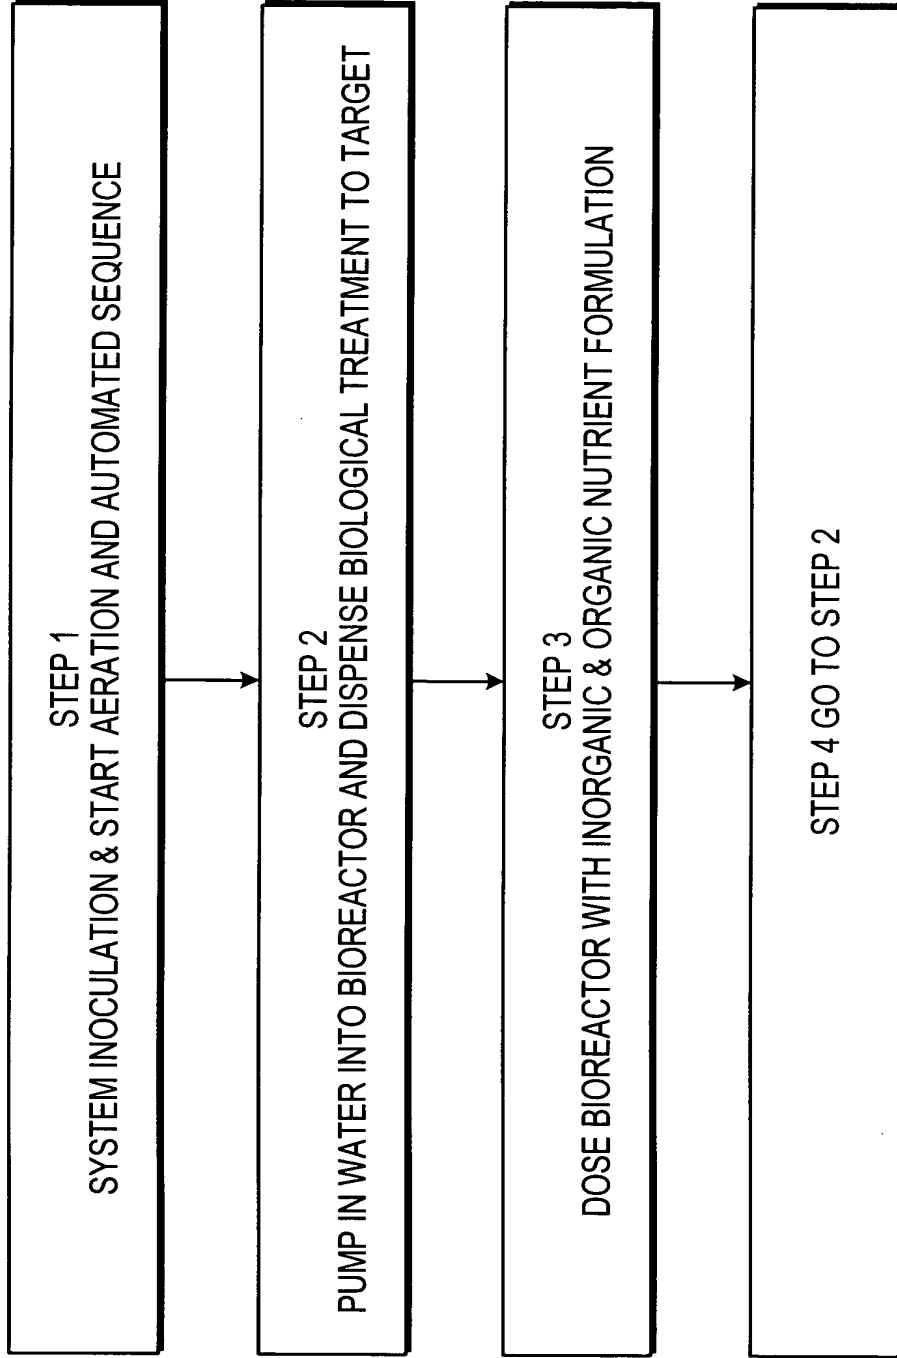 STEP 1
SYSTEM INOCULATION & START AERATION AND AUTOMATED SEQUENCE
STEP 2
PUMP IN WATER INTO BIOREACTOR AND DISPENSE BIOLOGICAL TREATMENT TO TARGET
STEP 3
DOSE BIOREACTOR WITH INORGANIC & ORGANIC NUTRIENT FORMULATION
STEP 4 GO TO STEP 2